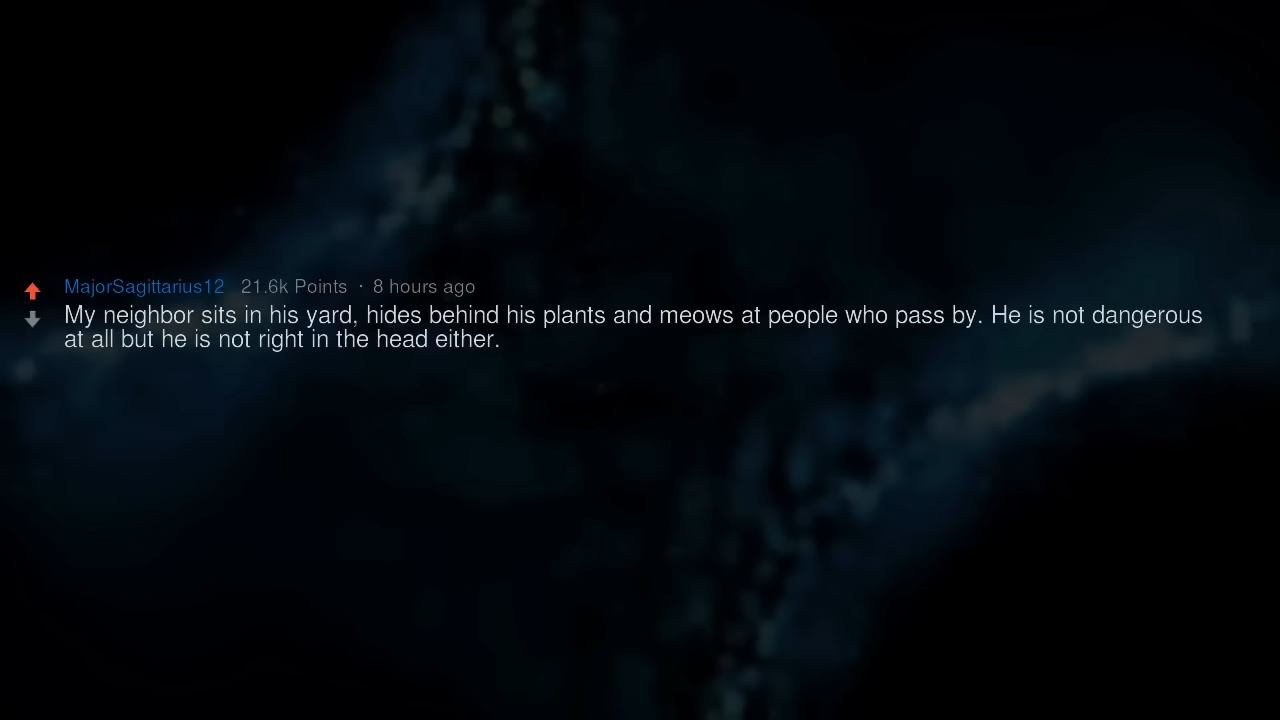 MajorSagittarius12 21.6k Points · 8 hours ago
My neighbor sits in his yard, hides behind his plants and meows at people who pass by. He is not dangerous
at all but he is not right in the head either.